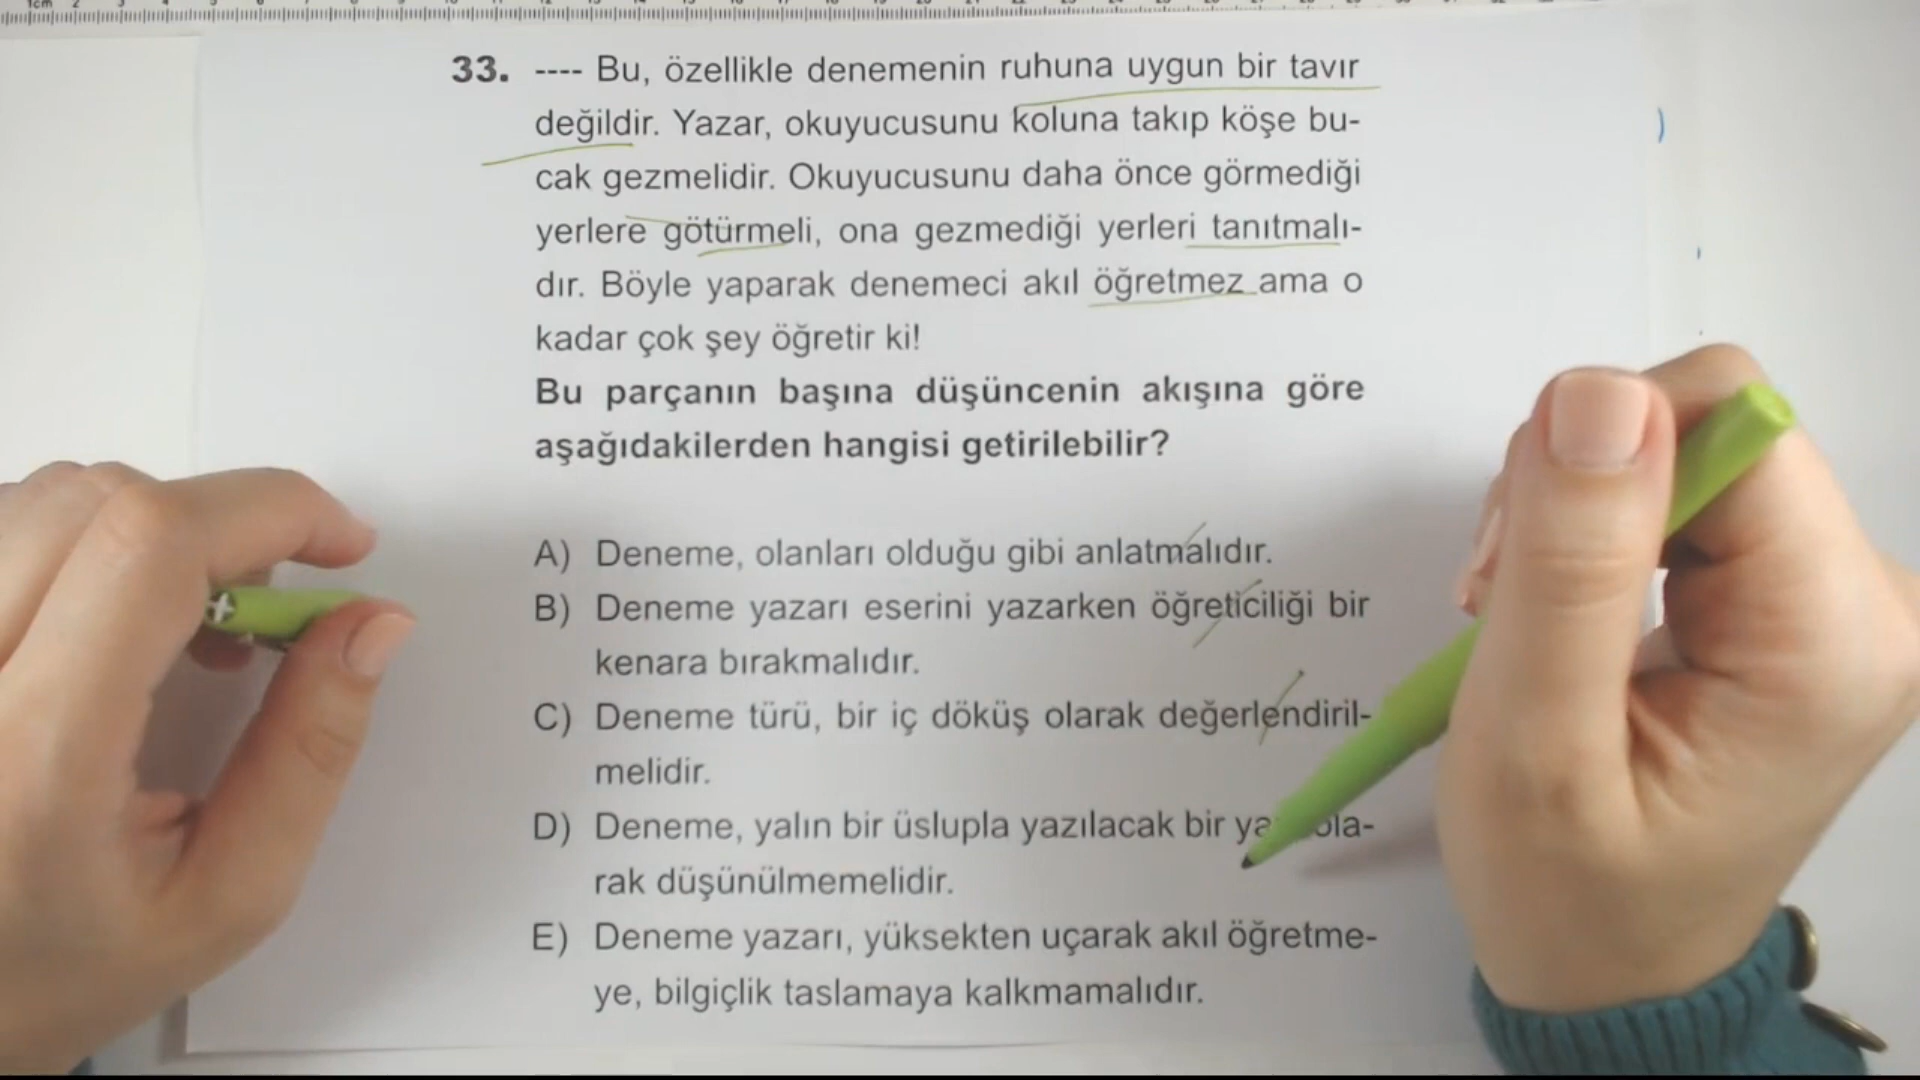 33. ---- Bu, özellikle denemenin ruhuna uygun bir tavır
değildir. Yazar, okuyucusunu koluna takıp köşe bu-
cak gezmelidir. Okuyucusunu daha önce görmediği
yerlere götürmeli, ona gezmediği yerleri tanıtmalı-
dır. Böyle yaparak denemeci akıl öğretmez ama o
kadar çok şey öğretir ki!
Bu parçanın başına düşüncenin akışına göre
aşağıdakilerden hangisi getirilebilir?
A) Deneme, olanları olduğu gibi anlatmalıdır.
B) Deneme yazarı eserini yazarken öğreticiliği bir
kenara bırakmalıdır.
C) Deneme türü, bir iç döküş olarak değerlendiril-
melidir.
D) Deneme, yalın bir üslupla yazılacak bir ola-
rak düşünülmemelidir.
E) Deneme yazarı, yüksekten uçarak akıl öğretme-
ye, bilgiçlik taslamaya kalkmamalıdır.